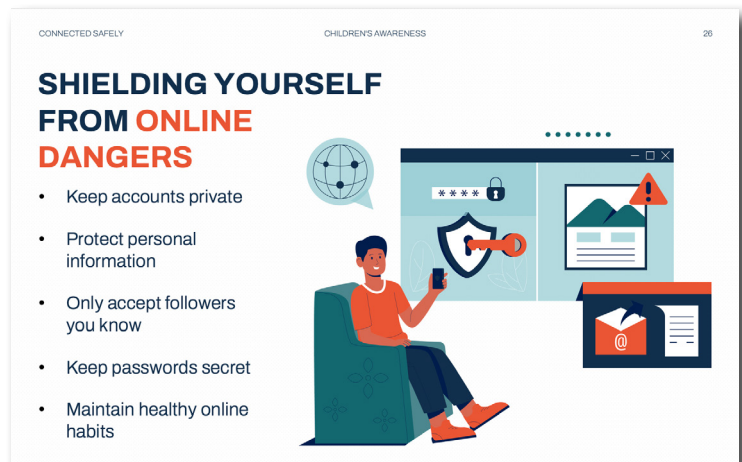 CONNECTED SAFELY
CHILDREN'S AWARENESS
26
SHIELDING YOURSELF
FROM ONLINE
DANGERS
• Keep accounts private
• Protect personal
information
• Only accept followers
you know
• Keep passwords secret
• Maintain healthy online
habits
****
@